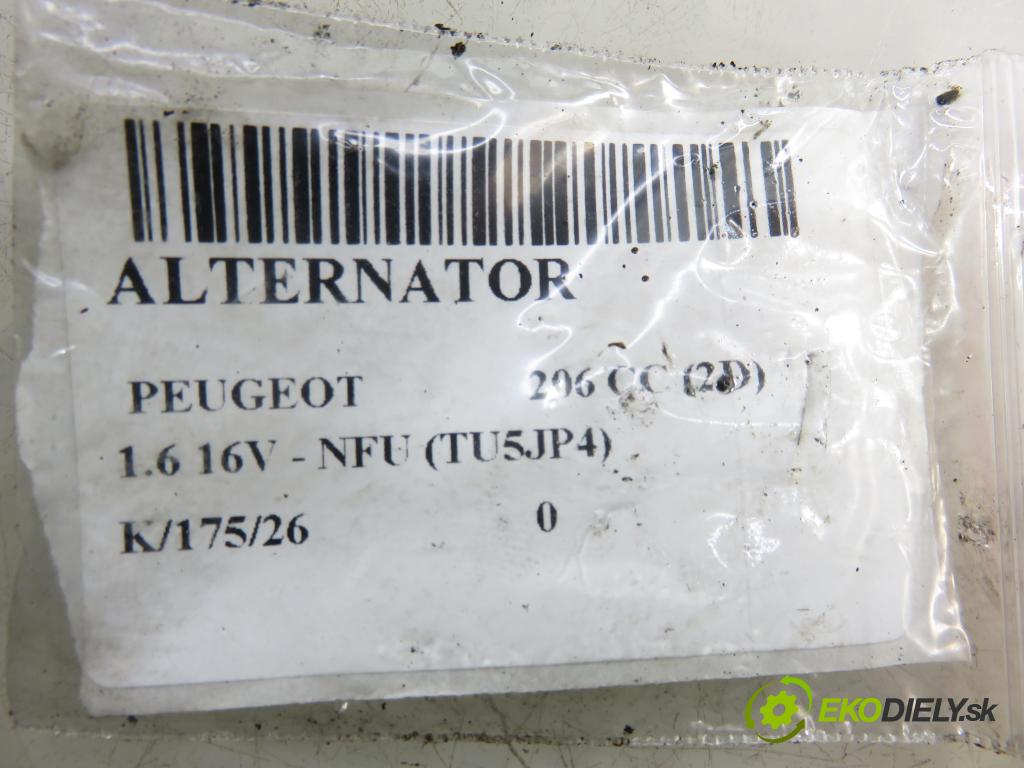 ALTERNATOR
PEUGEOT 206 CC (2D)
1.6 16V - NFU (TU5JP4)
K/175/26 0
EKODIELY.sk